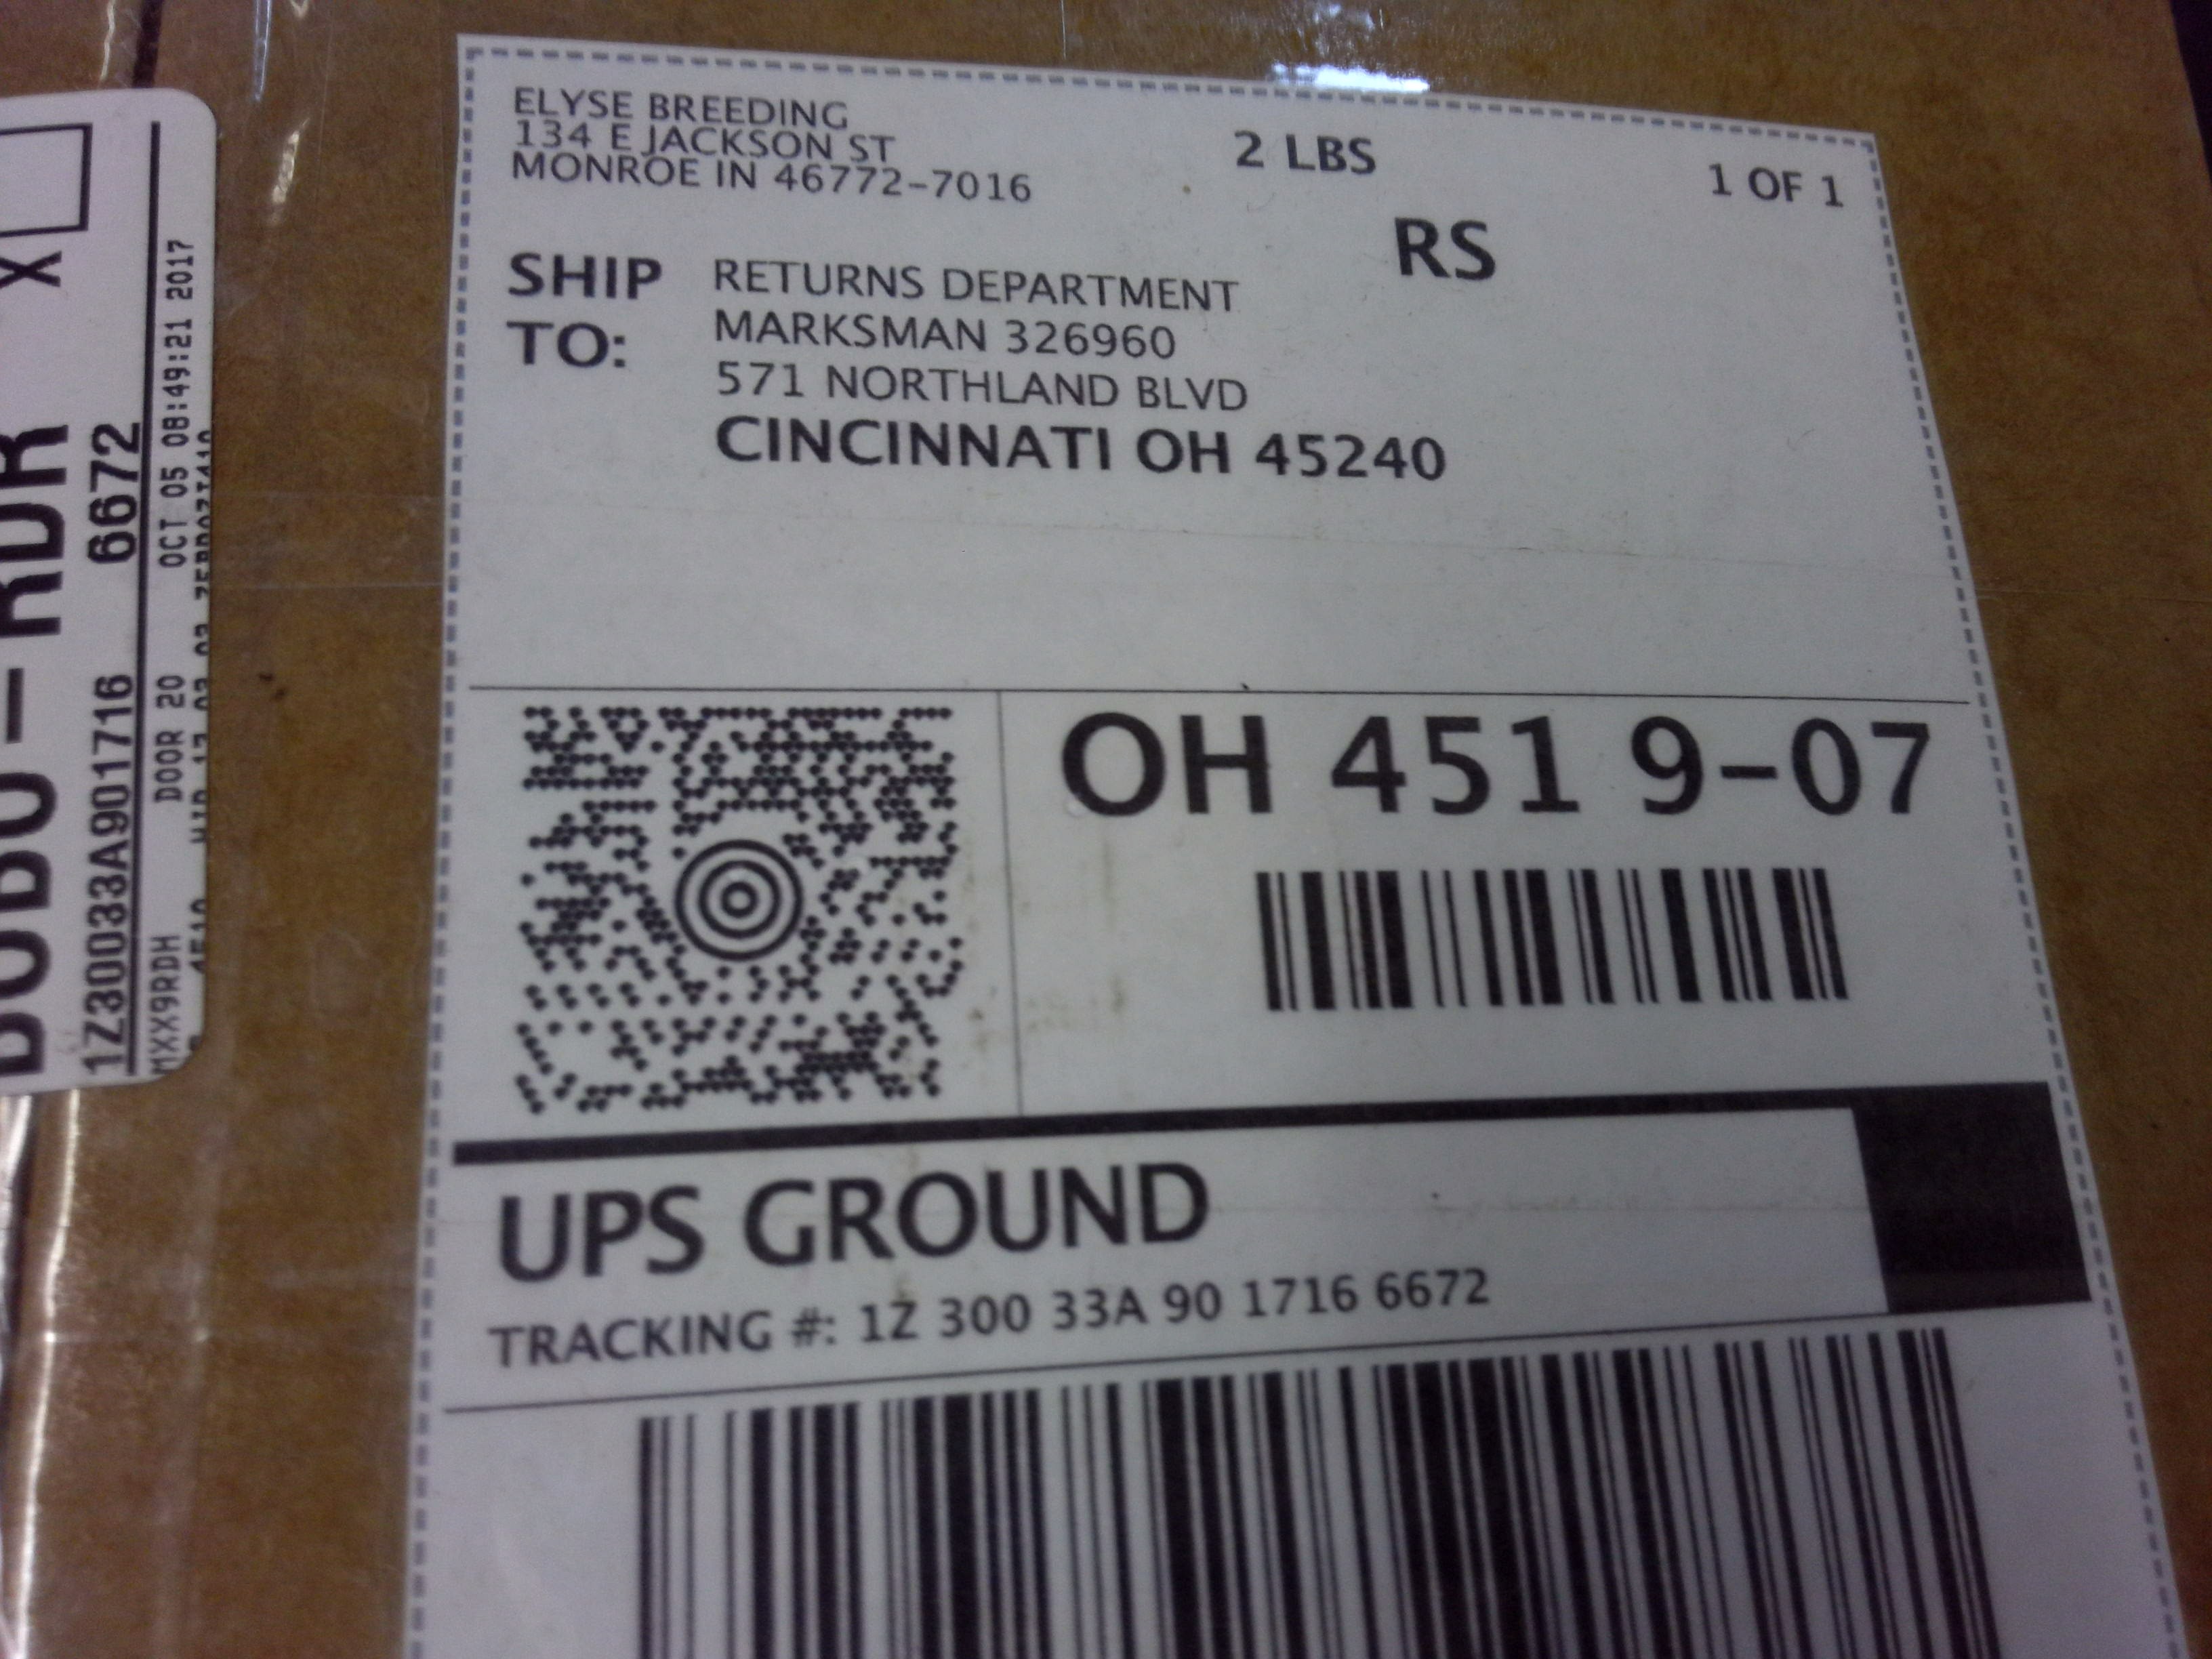 ELYSE BREEDING
134 E JACKSON ST
MONROE IN 46772-7016
2 LBS
1 OF 1
RS
SHIP TO:
RETURNS DEPARTMENT
MARKSMAN 326960
571 NORTHLAND BLVD
CINCINNATI OH 45240
OH 451 9-07
UPS GROUND
TRACKING #: 1Z 300 33A 90 1716 6672
X
RDR
1Z30033A901716 6672
MXX9RDH DOOR 20 OCT 05 08:49:21 2017